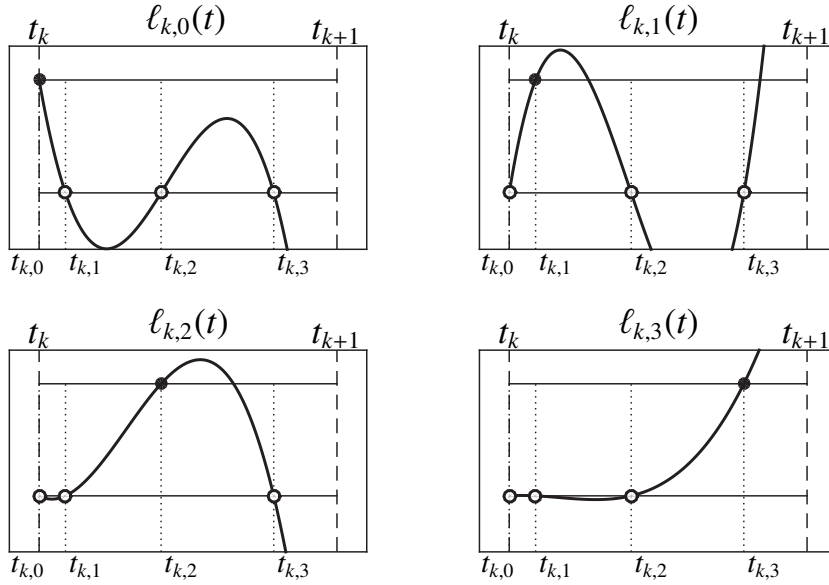 t_k ℓ_{k,0}(t) t_{k+1}
t_{k,0} t_{k,1} t_{k,2} t_{k,3}
t_k ℓ_{k,1}(t) t_{k+1}
t_{k,0} t_{k,1} t_{k,2} t_{k,3}
t_k ℓ_{k,2}(t) t_{k+1}
t_{k,0} t_{k,1} t_{k,2} t_{k,3}
t_k ℓ_{k,3}(t) t_{k+1}
t_{k,0} t_{k,1} t_{k,2} t_{k,3}